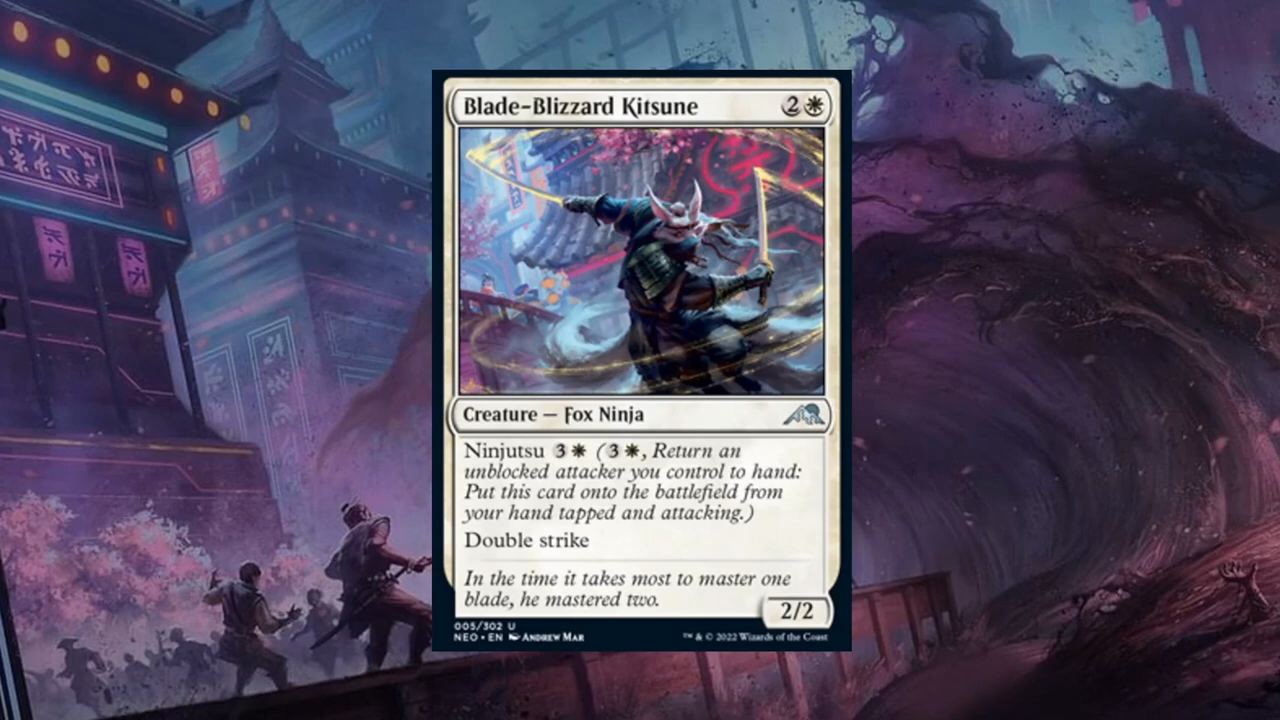 Blade-Blizzard Kitsune 2
Creature — Fox Ninja
Ninjutsu 3 (3, Return an
unblocked attacker you control to hand:
Put this card onto the battlefield from
your hand tapped and attacking.)
Double strike
In the time it takes most to master one
blade, he mastered two.
2/2
005/302 U
NEO • EN Andrew Mar
™ & © 2022 Wizards of the Coast